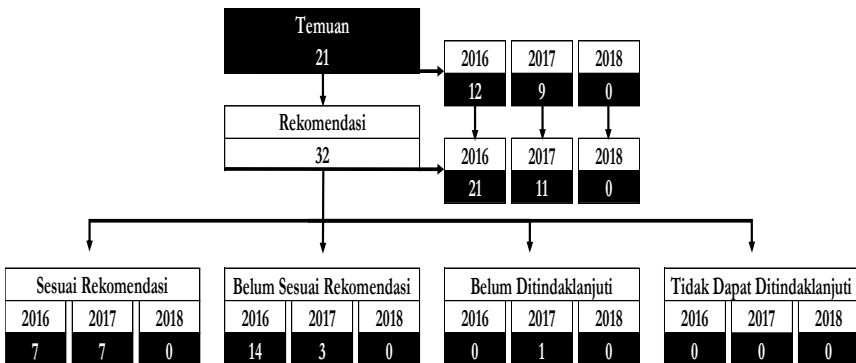 Temuan
21
2016 2017 2018
12 9 0
Rekomendasi
32
2016 2017 2018
21 11 0
Sesuai Rekomendasi Belum Sesuai Rekomendasi Belum Ditindaklanjuti Tidak Dapat Ditindaklanjuti
2016 2017 2018 2016 2017 2018 2016 2017 2018 2016 2017 2018
7 7 0 14 3 0 0 1 0 0 0 0